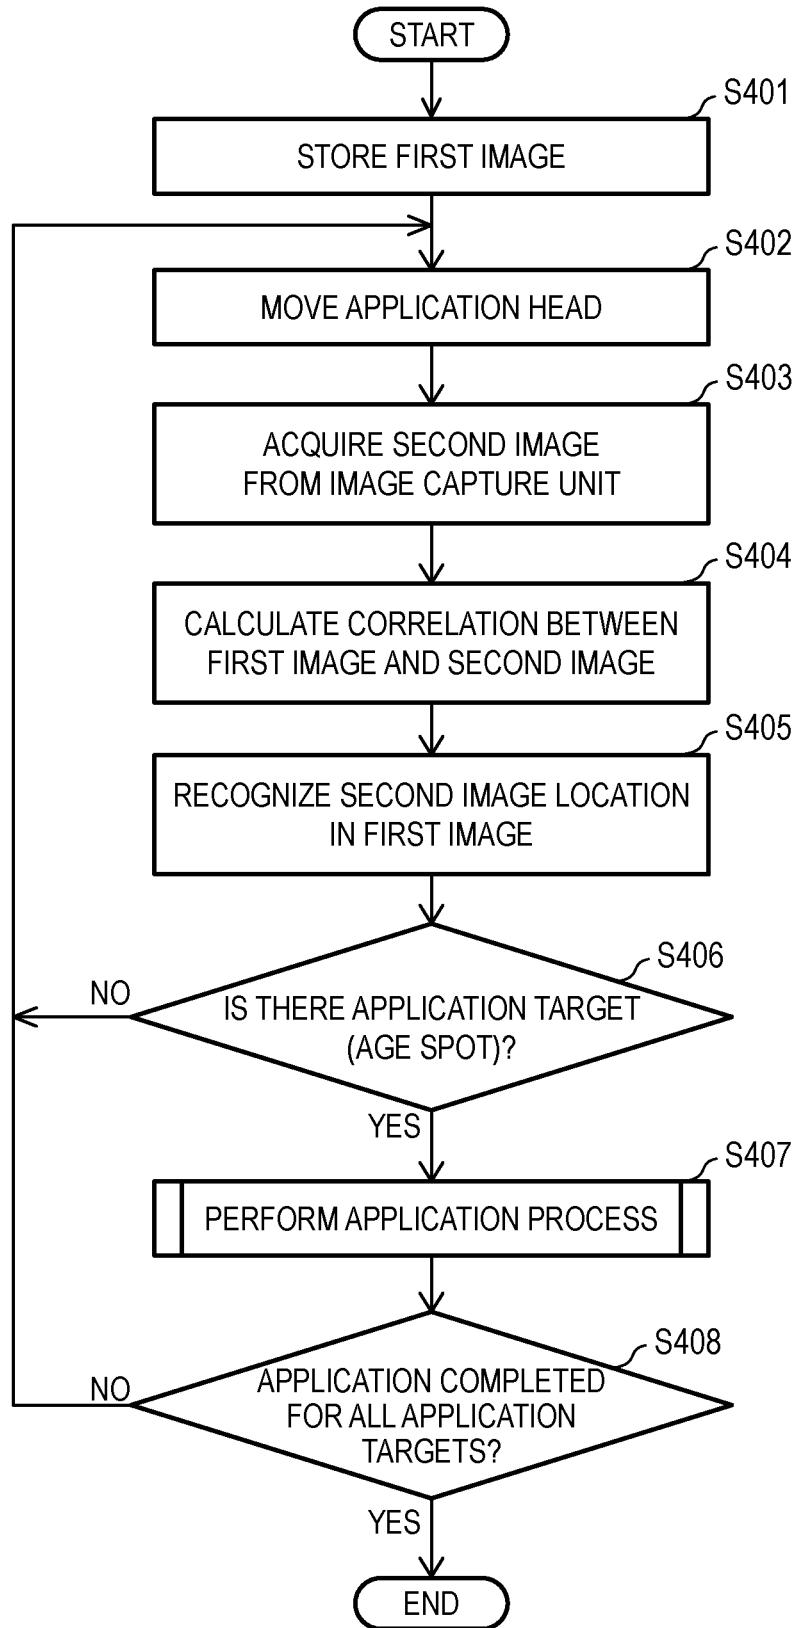 START
S401
STORE FIRST IMAGE
S402
MOVE APPLICATION HEAD
S403
ACQUIRE SECOND IMAGE
FROM IMAGE CAPTURE UNIT
S404
CALCULATE CORRELATION BETWEEN
FIRST IMAGE AND SECOND IMAGE
S405
RECOGNIZE SECOND IMAGE LOCATION
IN FIRST IMAGE
S406
NO
IS THERE APPLICATION TARGET
(AGE SPOT)?
YES
S407
PERFORM APPLICATION PROCESS
S408
NO
APPLICATION COMPLETED
FOR ALL APPLICATION
TARGETS?
YES
END